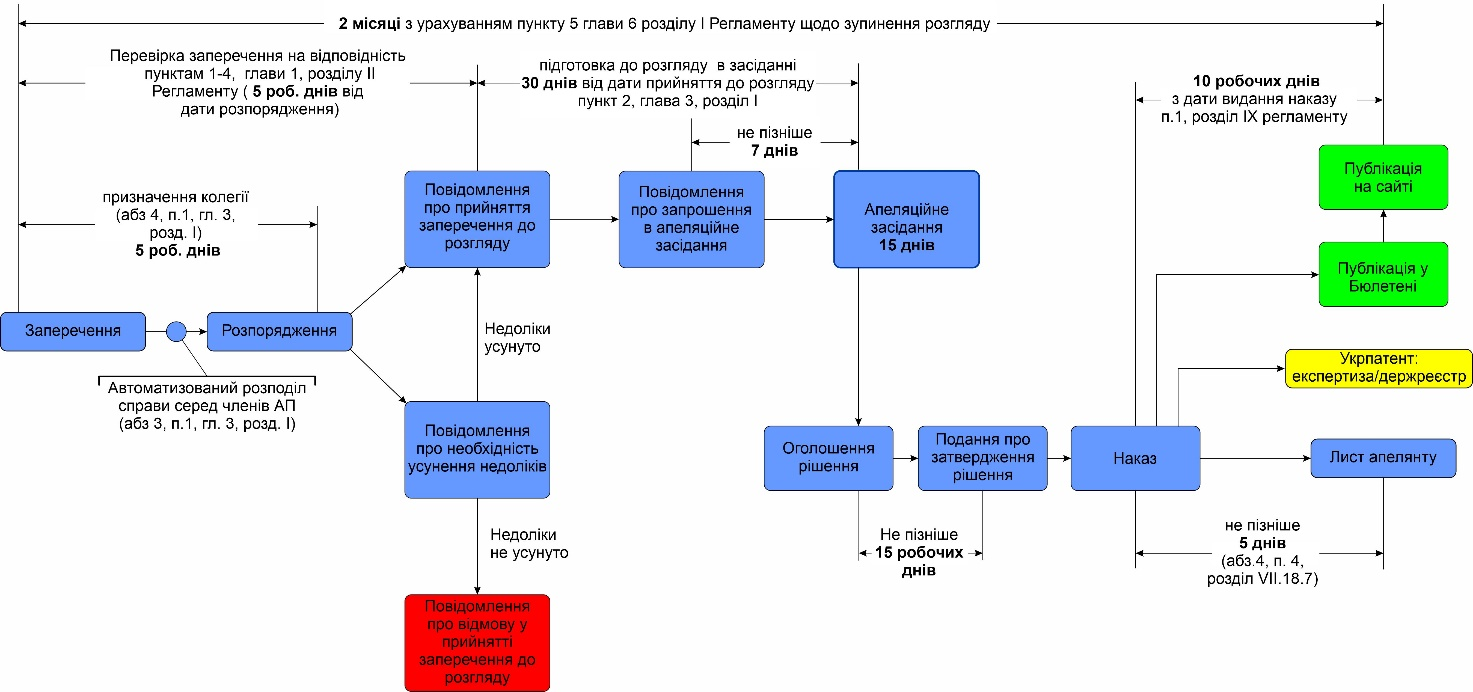 2 місяці з урахуванням пункту 5 глави 6 розділу І Регламенту щодо зупинення розгляду
Перевірка заперечення на відповідність
пунктам 1-4, глави 1, розділу ІІ
Регламенту ( 5 роб. днів від
дати розпорядження)
підготовка до розгляду в засіданні
30 днів від дати прийняття до розгляду
пункт 2, глава 3, розділ І
10 робочих днів
з дати видання наказу
п.1, розділ ІХ регламенту
не пізніше
7 днів
призначення колегії
(абз 4, п.1, гл. 3,
розд. І)
5 роб. днів
Повідомлення
про прийняття
заперечення до
розгляду
Повідомлення
про запрошення
в апеляційне
засідання
Апеляційне
засідання
15 днів
Публікація
на сайті
Публікація у
Бюлетені
Заперечення
Розпорядження
Недоліки
усунуто
Автоматизований розподіл
справи серед членів АП
(абз 3, п.1, гл. 3, розд. І)
Укрпатент:
експертиза/держреєстр
Повідомлення
про необхідність
усунення недоліків
Оголошення
рішення
Подання про
затвердження
рішення
Наказ
Лист апелянту
Недоліки
не усунуто
Не пізніше
15 робочих
днів
не пізніше
5 днів
(абз.4, п. 4,
розділ VII.18.7)
Повідомлення
про відмову у
прийнятті
заперечення до
розгляду